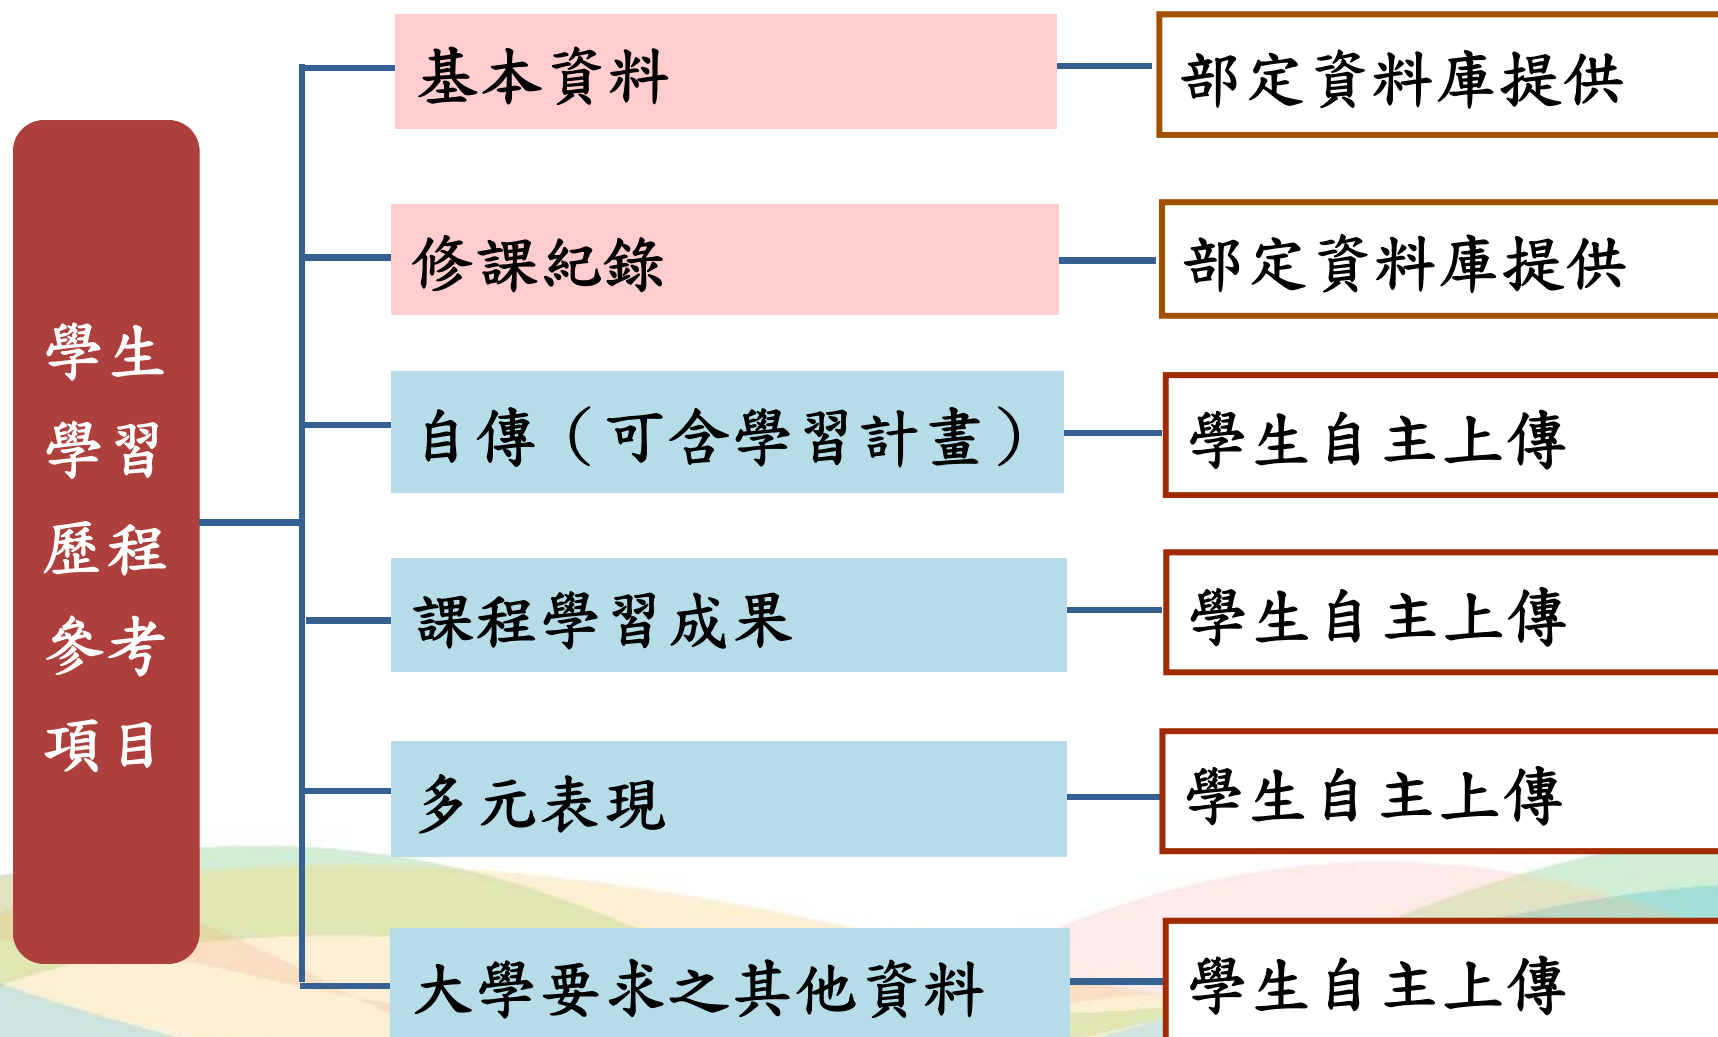 學生
學習
歷程
參考
項目
基本資料
部定資料庫提供
修課紀錄
部定資料庫提供
自傳（可含學習計畫）
學生自主上傳
課程學習成果
學生自主上傳
多元表現
學生自主上傳
大學要求之其他資料
學生自主上傳